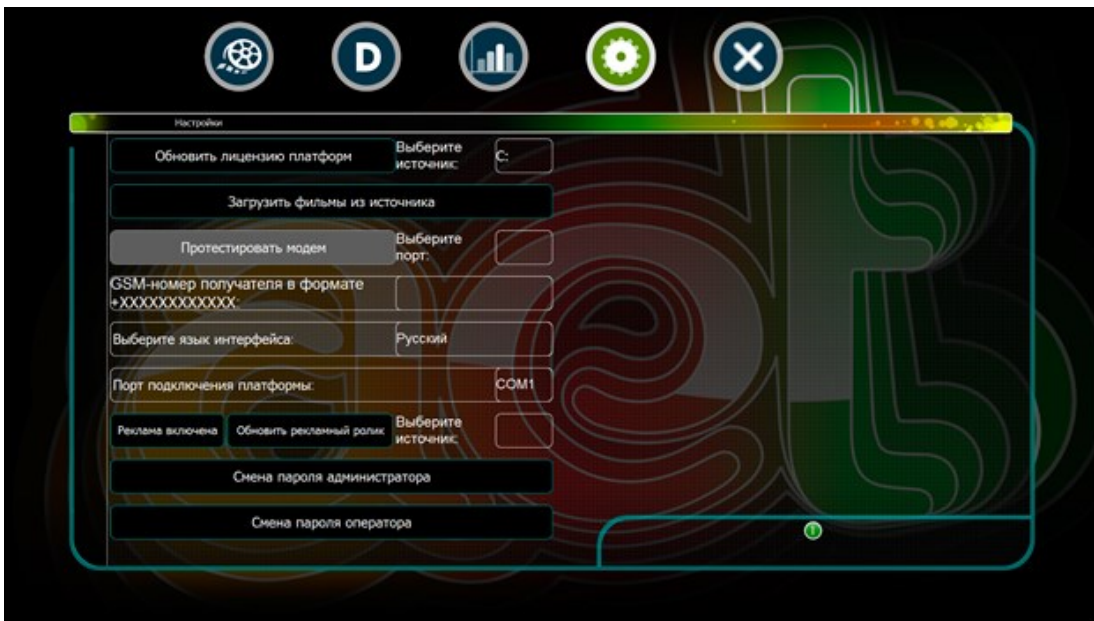 D
Настройки
Обновить лицензию платформ
Выберите
источник:
C:
Загрузить фильмы из источника
Протестировать модем
Выберите
порт:
GSM-номер получателя в формате
+XXXXXXXXXXXX:
Выберите язык интерфейса:
Русский
Порт подключения платформы:
COM1
Реклама включена
Обновить рекламный ролик
Выберите
источник:
Смена пароля администратора
Смена пароля оператора